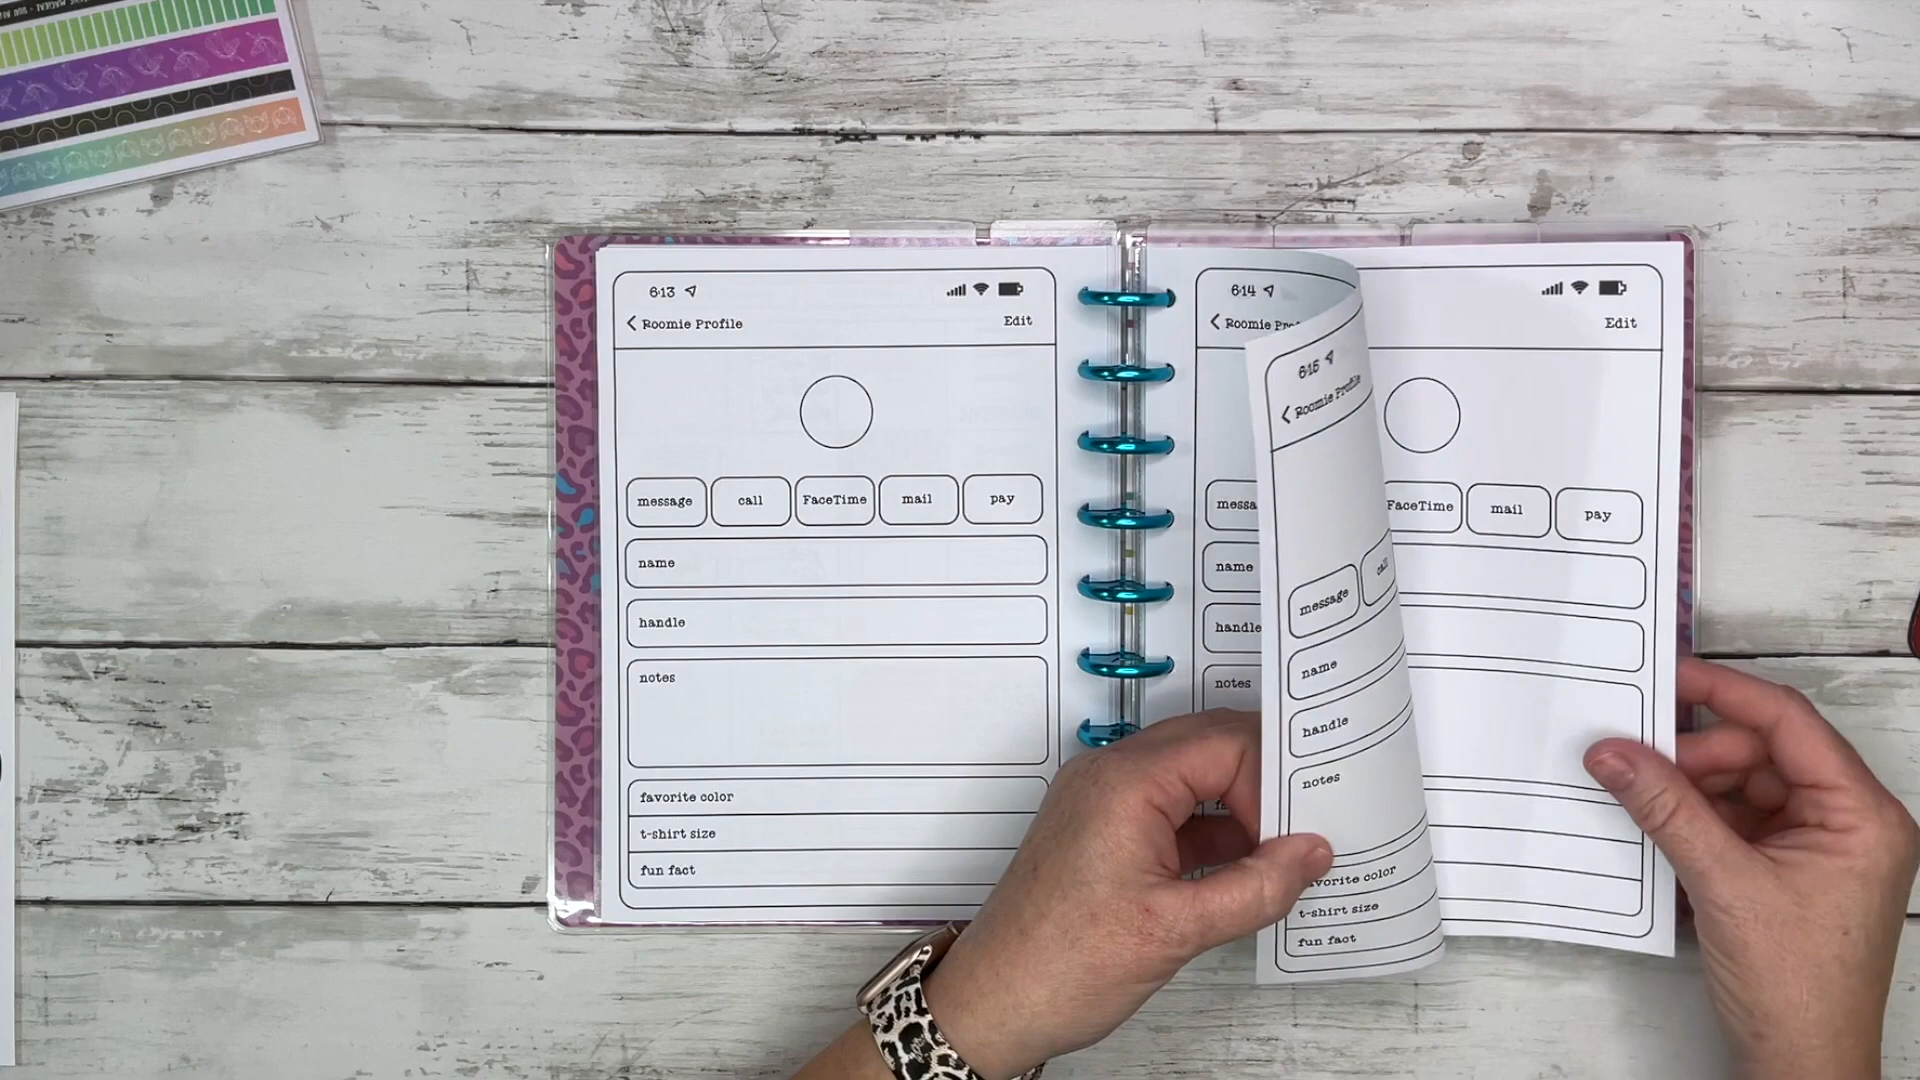 6:13
Roomie Profile
Edit
message
call
FaceTime
mail
pay
name
handle
notes
favorite color
t-shirt size
fun fact
6:14
Roomie
messa
name
handle
notes
6:15
Roomie Profile
message
call
name
handle
notes
avorite color
t-shirt size
fun fact
Edit
FaceTime
mail
pay